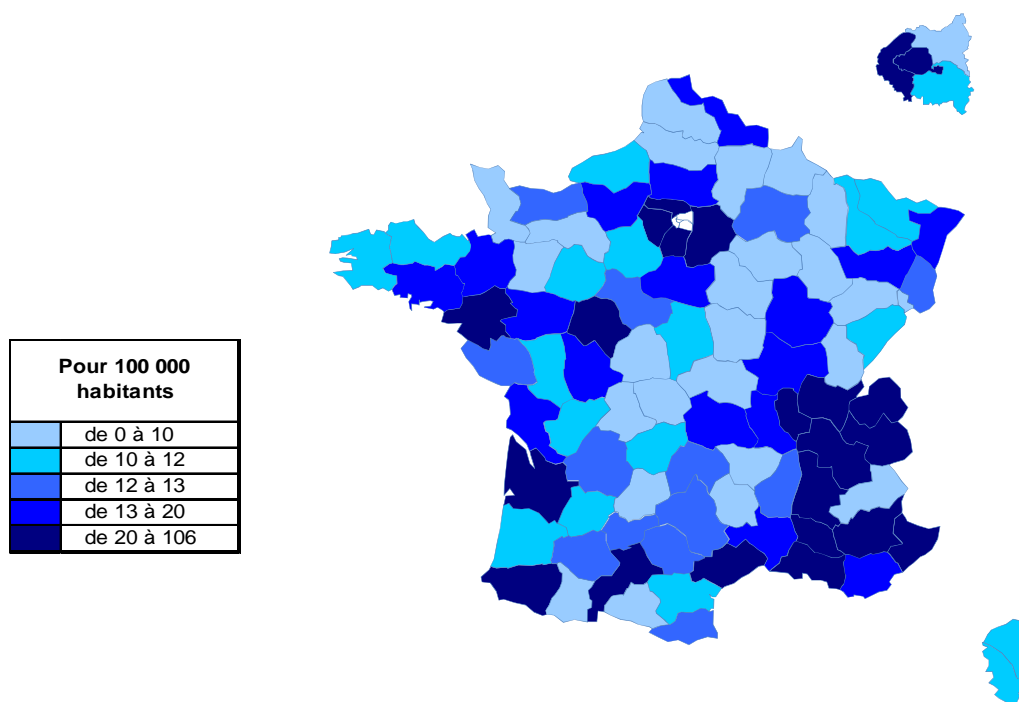 Pour 100 000
habitants
de 0 à 10
de 10 à 12
de 12 à 13
de 13 à 20
de 20 à 106